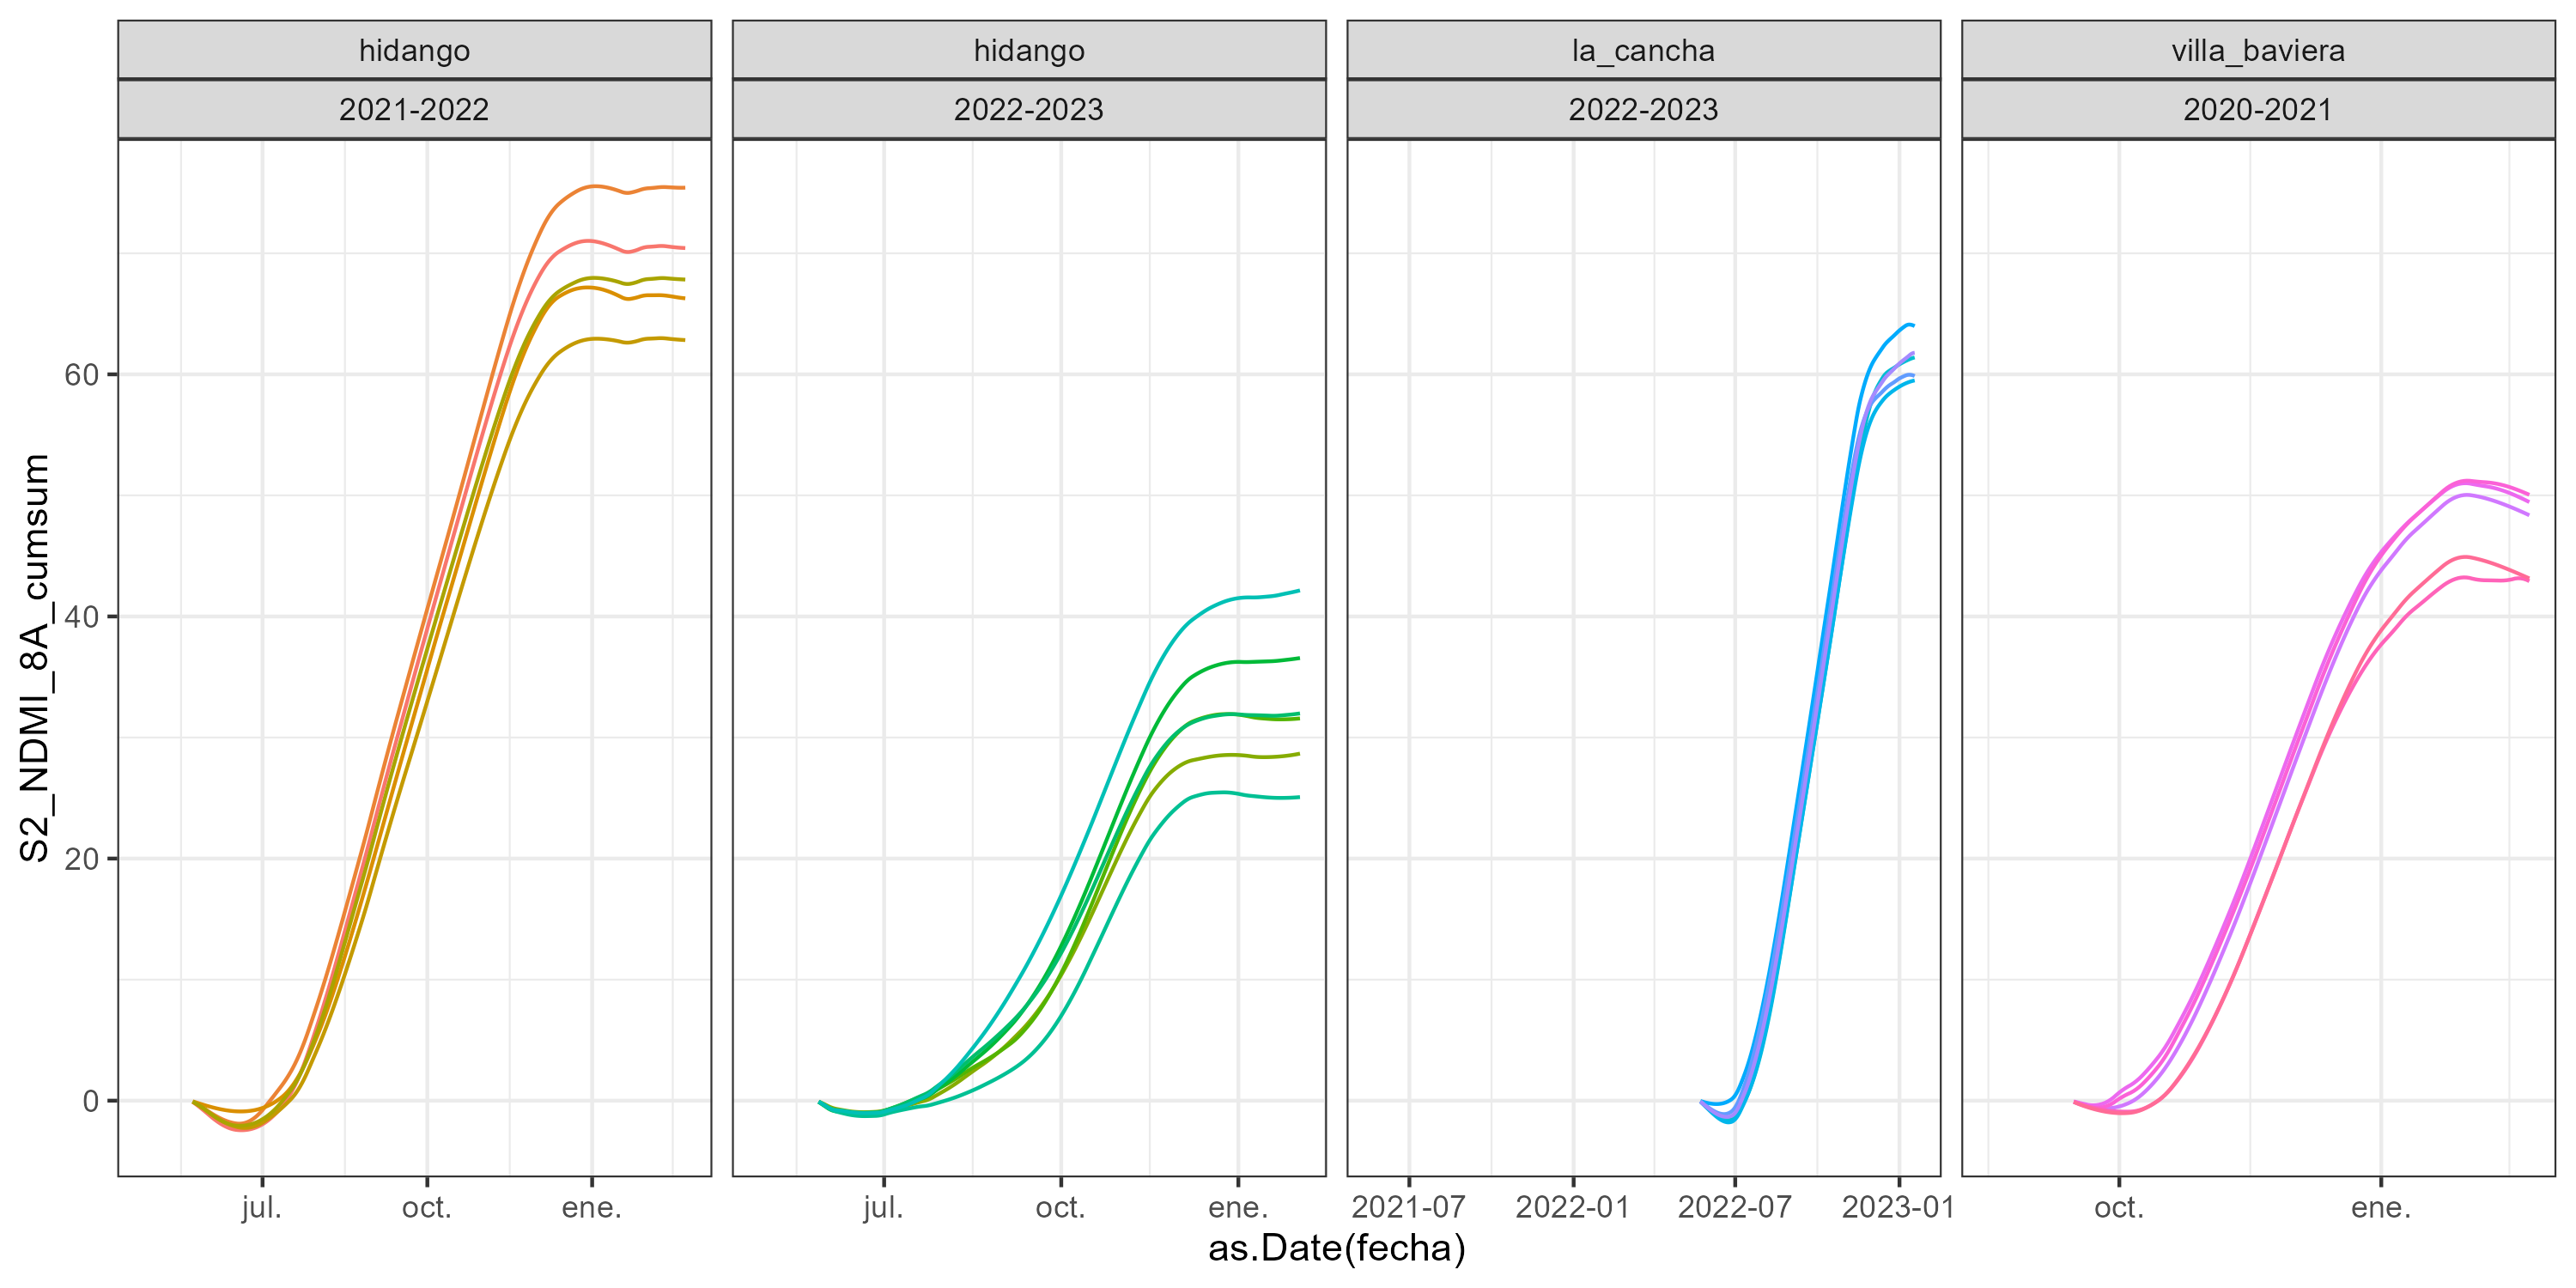 hidango
hidango
la_cancha
villa_baviera
2021-2022
2022-2023
2022-2023
2020-2021
S2_NDMI_8A_cumsum
60
40
20
0
jul.
oct.
ene.
jul.
oct.
ene.
2021-07
2022-01
2022-07
2023-01
oct.
ene.
as.Date(fecha)